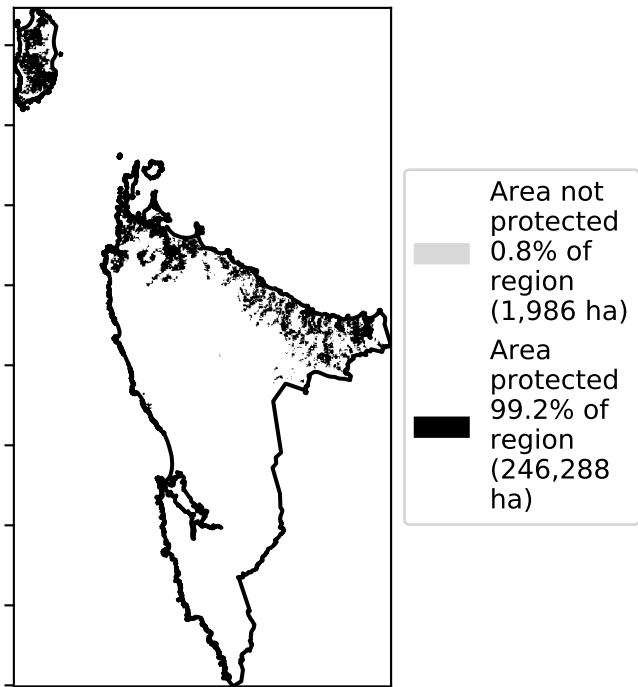 Area not
protected
0.8% of
region
(1,986 ha)
Area
protected
99.2% of
region
(246,288
ha)